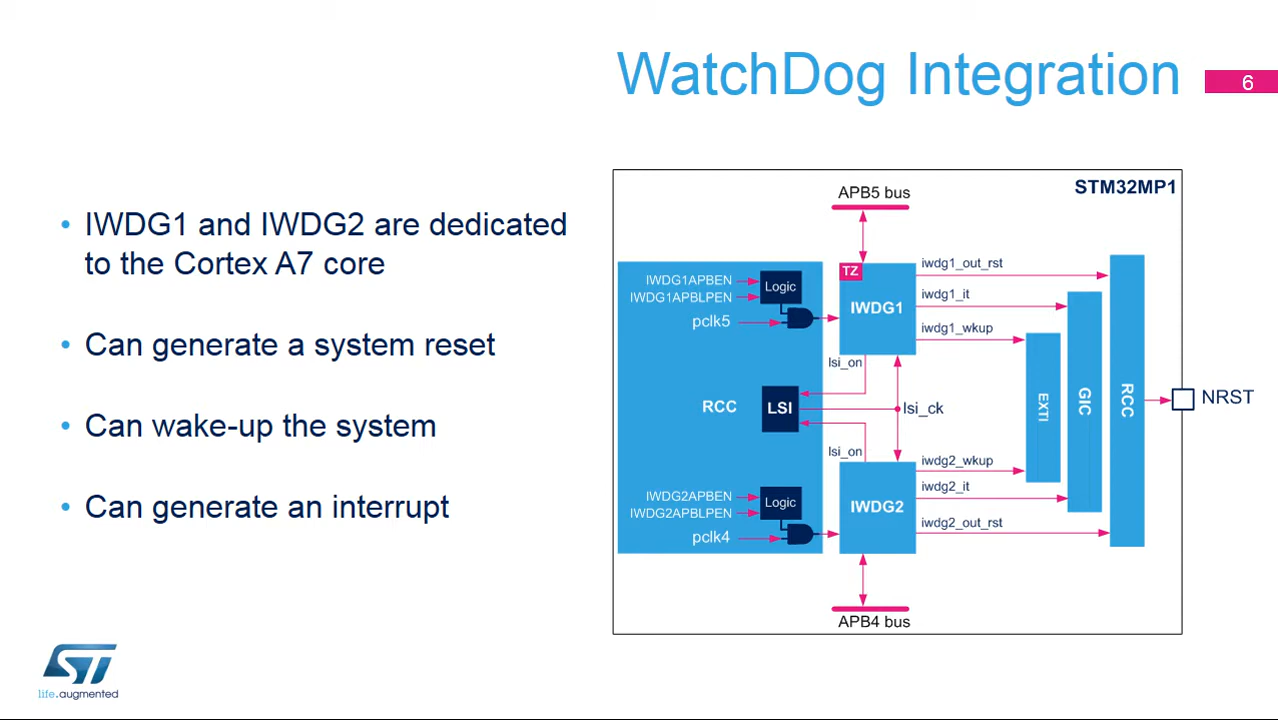 WatchDog Integration
6
• IWDG1 and IWDG2 are dedicated
to the Cortex A7 core
• Can generate a system reset
• Can wake-up the system
• Can generate an interrupt
STM32MP1
APB5 bus
TZ
IWDG1
IWDG1APBEN
IWDG1APBLPEN
Logic
pclk5
iwdg1_out_rst
iwdg1_it
iwdg1_wkup
lsi_on
RCC
LSI
lsi_ck
EXTI
GIC
RCC
NRST
lsi_on
IWDG2APBEN
IWDG2APBLPEN
Logic
pclk4
IWDG2
iwdg2_wkup
iwdg2_it
iwdg2_out_rst
APB4 bus
ST
life.augmented